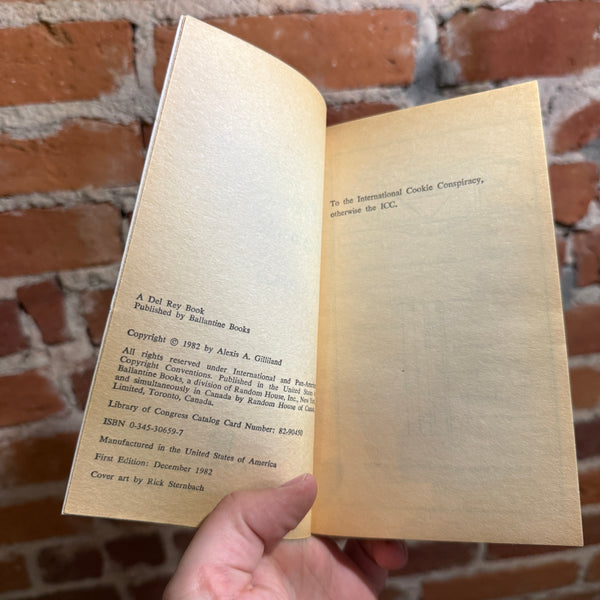 A Del Rey Book
Published by Ballantine Books
Copyright © 1982 by Alexis A. Gilliland
All rights reserved under International and Pan-American
Copyright Conventions. Published in the United States
Ballantine Books, a division of Random House, Inc., New York,
and simultaneously in Canada by Random House of Canada
Limited, Toronto, Canada.
Library of Congress Catalog Card Number: 82-90450
ISBN 0-345-30659-7
Manufactured in the United States of America
First Edition: December 1982
Cover art by Rick Sternbach
To the International Cookie Conspiracy,
otherwise the ICC.